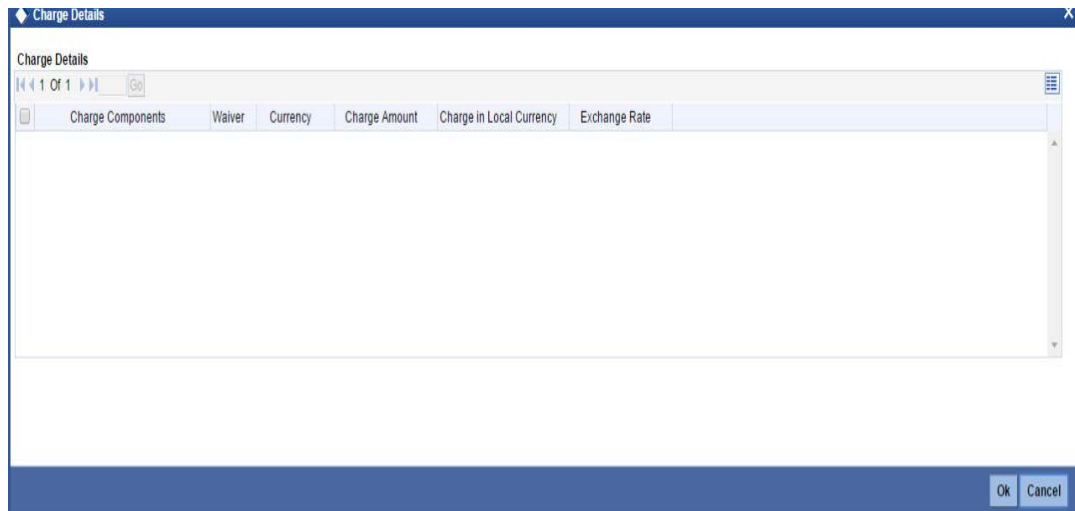 Charge Details X
Charge Details
1 Of 1 Go
Charge Components Waiver Currency Charge Amount Charge in Local Currency Exchange Rate
Ok Cancel